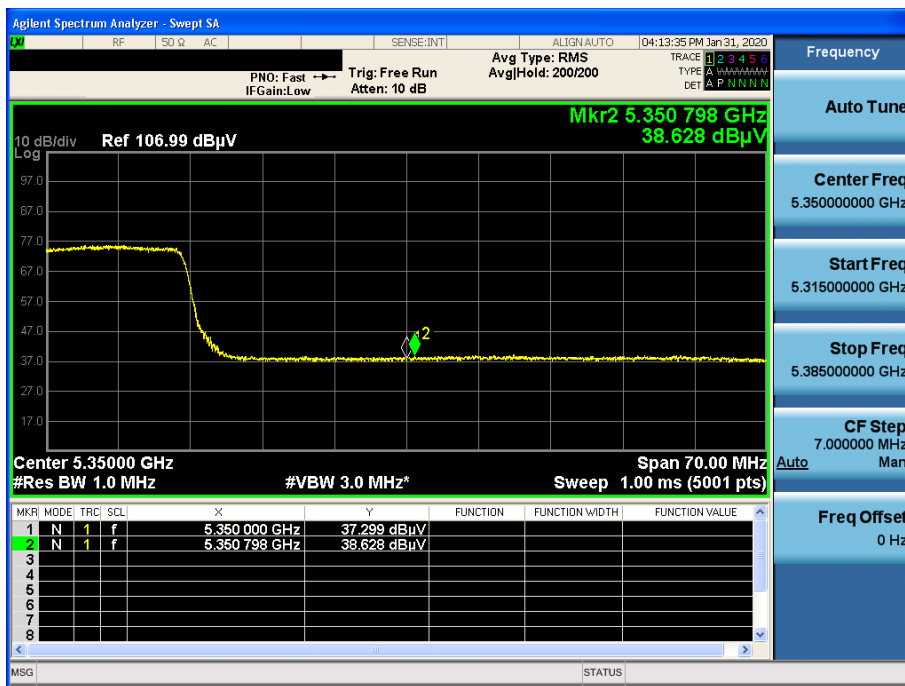 Agilent Spectrum Analyzer - Swept SA
LXI RF 50 Ω AC SENSE:INT ALIGN AUTO 04:13:35 PM Jan 31, 2020
Frequency
PNO: Fast Trig: Free Run Avg Type: RMS TRACE 1 2 3 4 5 6
IFGain:Low Atten: 10 dB Avg|Hold: 200/200 TYPE A WWWWW
DET A P N N N N
Auto Tune
Mkr2 5.350 798 GHz
38.628 dBµV
10 dB/div Ref 106.99 dBµV
Log
97.0
87.0
77.0
67.0
57.0
47.0
37.0
27.0
17.0
2
Center 5.35000 GHz Span 70.00 MHz
#Res BW 1.0 MHz #VBW 3.0 MHz* Sweep 1.00 ms (5001 pts)
Center Freq
5.350000000 GHz
Start Freq
5.315000000 GHz
Stop Freq
5.385000000 GHz
CF Step
7.000000 MHz
Auto Man
Freq Offset
0 Hz
MKR MODE TRC SCL X Y FUNCTION FUNCTION WIDTH FUNCTION VALUE
1 N 1 f 5.350 000 GHz 37.299 dBµV
2 N 1 f 5.350 798 GHz 38.628 dBµV
3
4
5
6
7
8
MSG STATUS